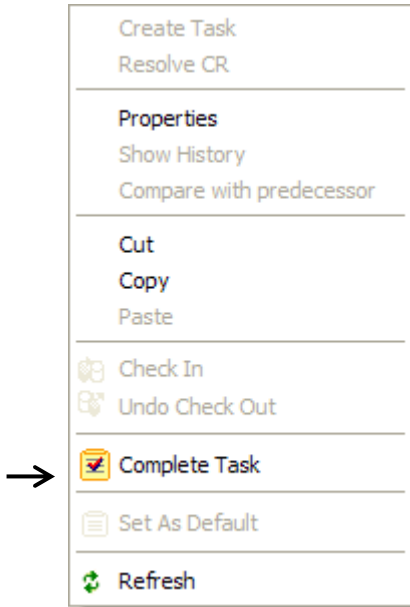 Create Task
Resolve CR
Properties
Show History
Compare with predecessor
Cut
Copy
Paste
Check In
Undo Check Out
Complete Task
Set As Default
Refresh